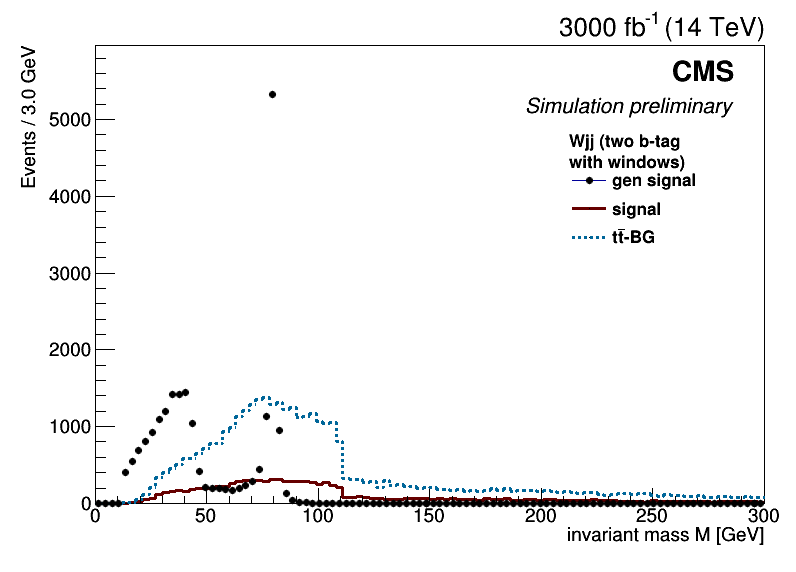 3000 fb⁻¹ (14 TeV)
CMS
Simulation preliminary
Wjj (two b-tag
with windows)
gen signal
signal
tt̄-BG
Events / 3.0 GeV
5000
4000
3000
2000
1000
0
0 50 100 150 200 250 300
invariant mass M [GeV]